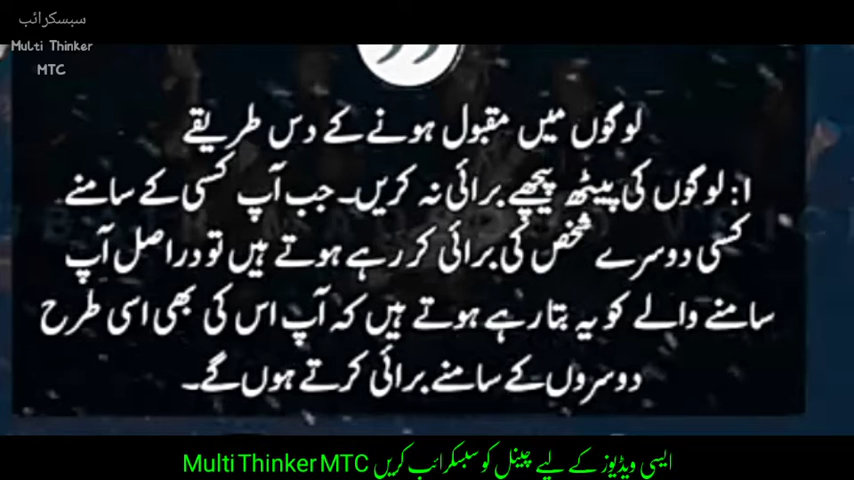 سبسکرائب
Multi Thinker
MTC
لوگوں میں مقبول ہونے کے دس طریقے
۱: لوگوں کی پیٹھ پیچھے برائی نہ کریں۔ جب آپ کسی کے سامنے
کسی دوسرے شخص کی برائی کر رہے ہوتے ہیں تو دراصل آپ
سامنے والے کو یہ بتا رہے ہوتے ہیں کہ آپ اس کی بھی اسی طرح
دوسروں کے سامنے برائی کرتے ہوں گے۔
ایسی ویڈیوز کے لیے چینل کو سبسکرائب کریں Multi Thinker MTC